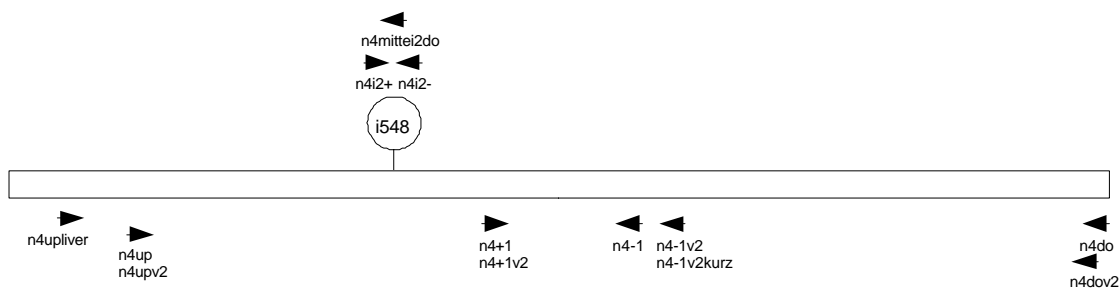 n4mittei2do
n4i2+ n4i2-
i548
n4upliver
n4up
n4upv2
n4+1
n4+1v2
n4-1
n4-1v2
n4-1v2kurz
n4do
n4dov2